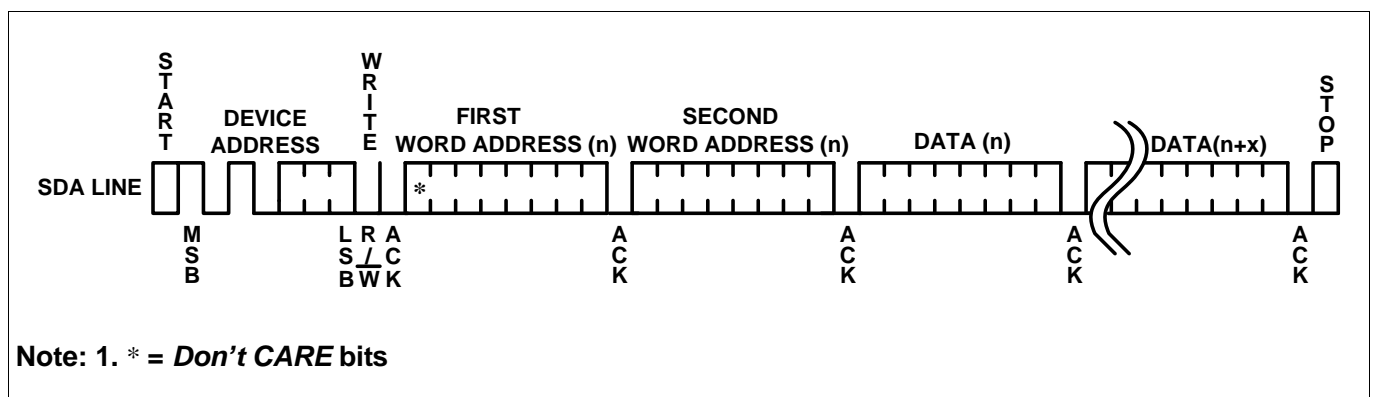 START
WRITE
STOP
DEVICE
ADDRESS
FIRST
WORD ADDRESS (n)
SECOND
WORD ADDRESS (n)
DATA (n)
DATA(n+x)
SDA LINE
*
MSB
LSB
R/W
ACK
ACK
ACK
ACK
ACK
Note: 1. * = Don't CARE bits